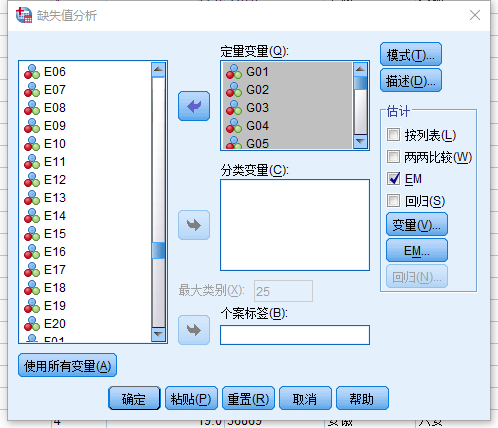 缺失值分析
定量变量(Q):
模式(T)...
描述(D)...
E06
E07
E08
E09
E10
E11
E12
E13
E14
E15
E16
E17
E18
E19
E20
G01
G02
G03
G04
G05
估计
按列表(L)
两两比较(W)
EM
回归(S)
变量(V)...
EM...
回归(N)...
分类变量(C):
最大类别(X): 25
个案标签(B):
使用所有变量(A)
确定
粘贴(P)
重置(R)
取消
帮助